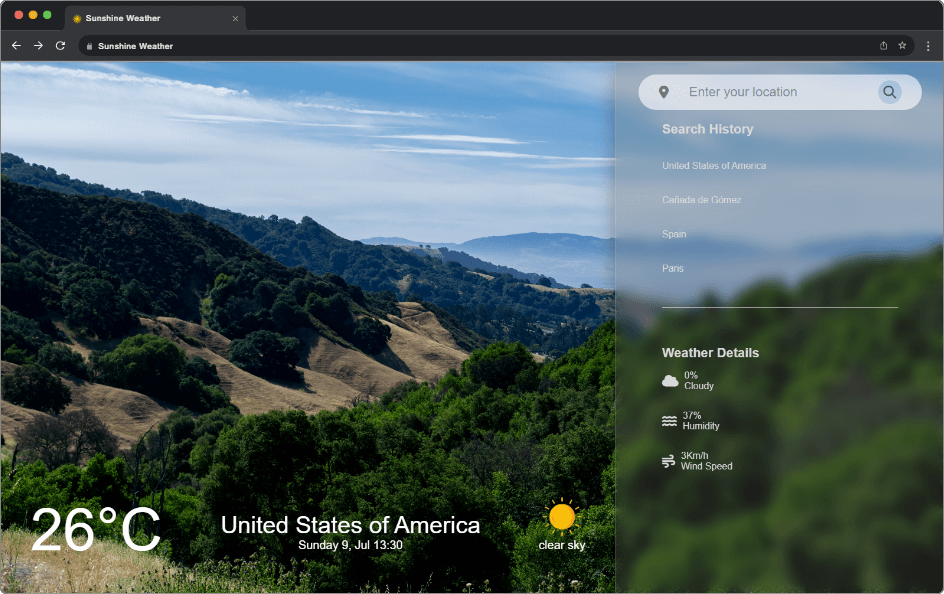 Sunshine Weather
Sunshine Weather
Enter your location
Search History
United States of America
Cañada de Gómez
Spain
Paris
Weather Details
0%
Cloudy
37%
Humidity
3Km/h
Wind Speed
26°C
United States of America
Sunday 9, Jul 13:30
clear sky